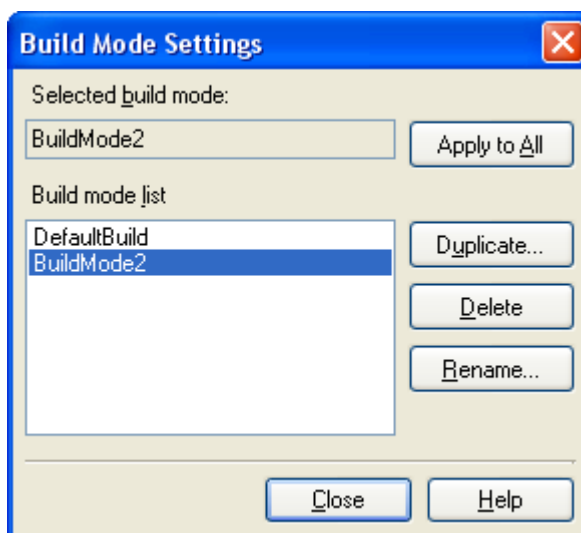 Build Mode Settings
Selected build mode:
BuildMode2
Apply to All
Build mode list
DefaultBuild
BuildMode2
Duplicate...
Delete
Rename...
Close
Help